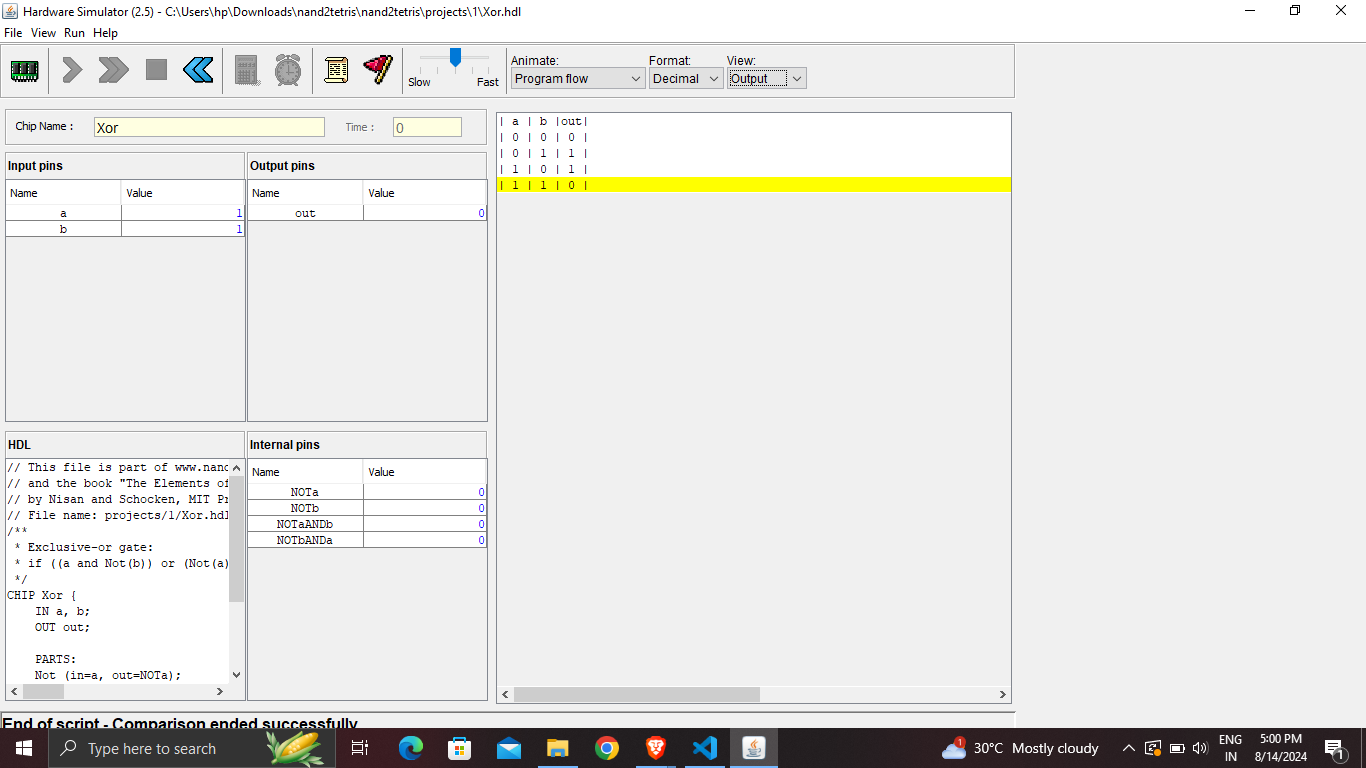 Hardware Simulator (2.5) - C:\Users\hp\Downloads\nand2tetris\nand2tetris\projects\1\Xor.hdl
File View Run Help
Slow Fast
Animate: Format: View:
Program flow Decimal Output
Chip Name : Xor Time : 0
Input pins
Name Value
a 1
b 1
Output pins
Name Value
out 0
HDL
// This file is part of www.nand
// and the book "The Elements of
// by Nisan and Schocken, MIT Pr
// File name: projects/1/Xor.hdl
/**
* Exclusive-or gate:
* if ((a and Not(b)) or (Not(a)
*/
CHIP Xor {
IN a, b;
OUT out;
PARTS:
Not (in=a, out=NOTa);
Internal pins
Name Value
NOTa 0
NOTb 0
NOTaANDb 0
NOTbANDa 0
| a | b |out|
| 0 | 0 | 0 |
| 0 | 1 | 1 |
| 1 | 0 | 1 |
| 1 | 1 | 0 |
End of script - Comparison ended successfully
Type here to search
30°C Mostly cloudy
1
ENG
IN
5:00 PM
8/14/2024
1